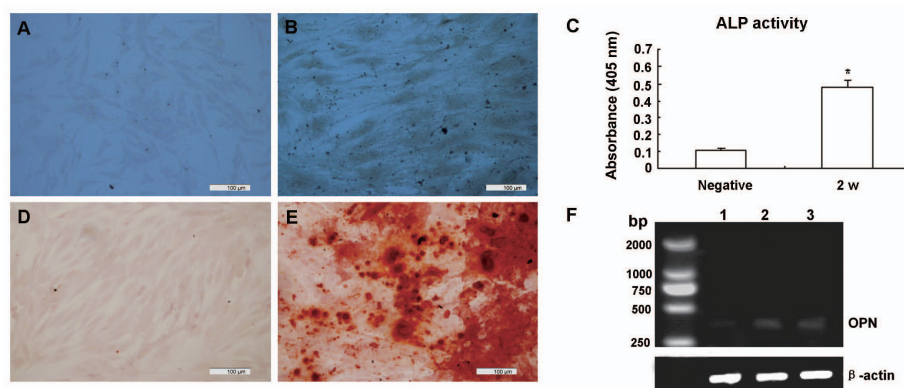 A
100 μm
B
100 μm
C
ALP activity
Absorbance (405 nm)
0.7
0.6
0.5
0.4
0.3
0.2
0.1
0
*
Negative
2 w
D
100 μm
E
100 μm
F
bp
1 2 3
2000
1000
750
500
250
OPN
β-actin